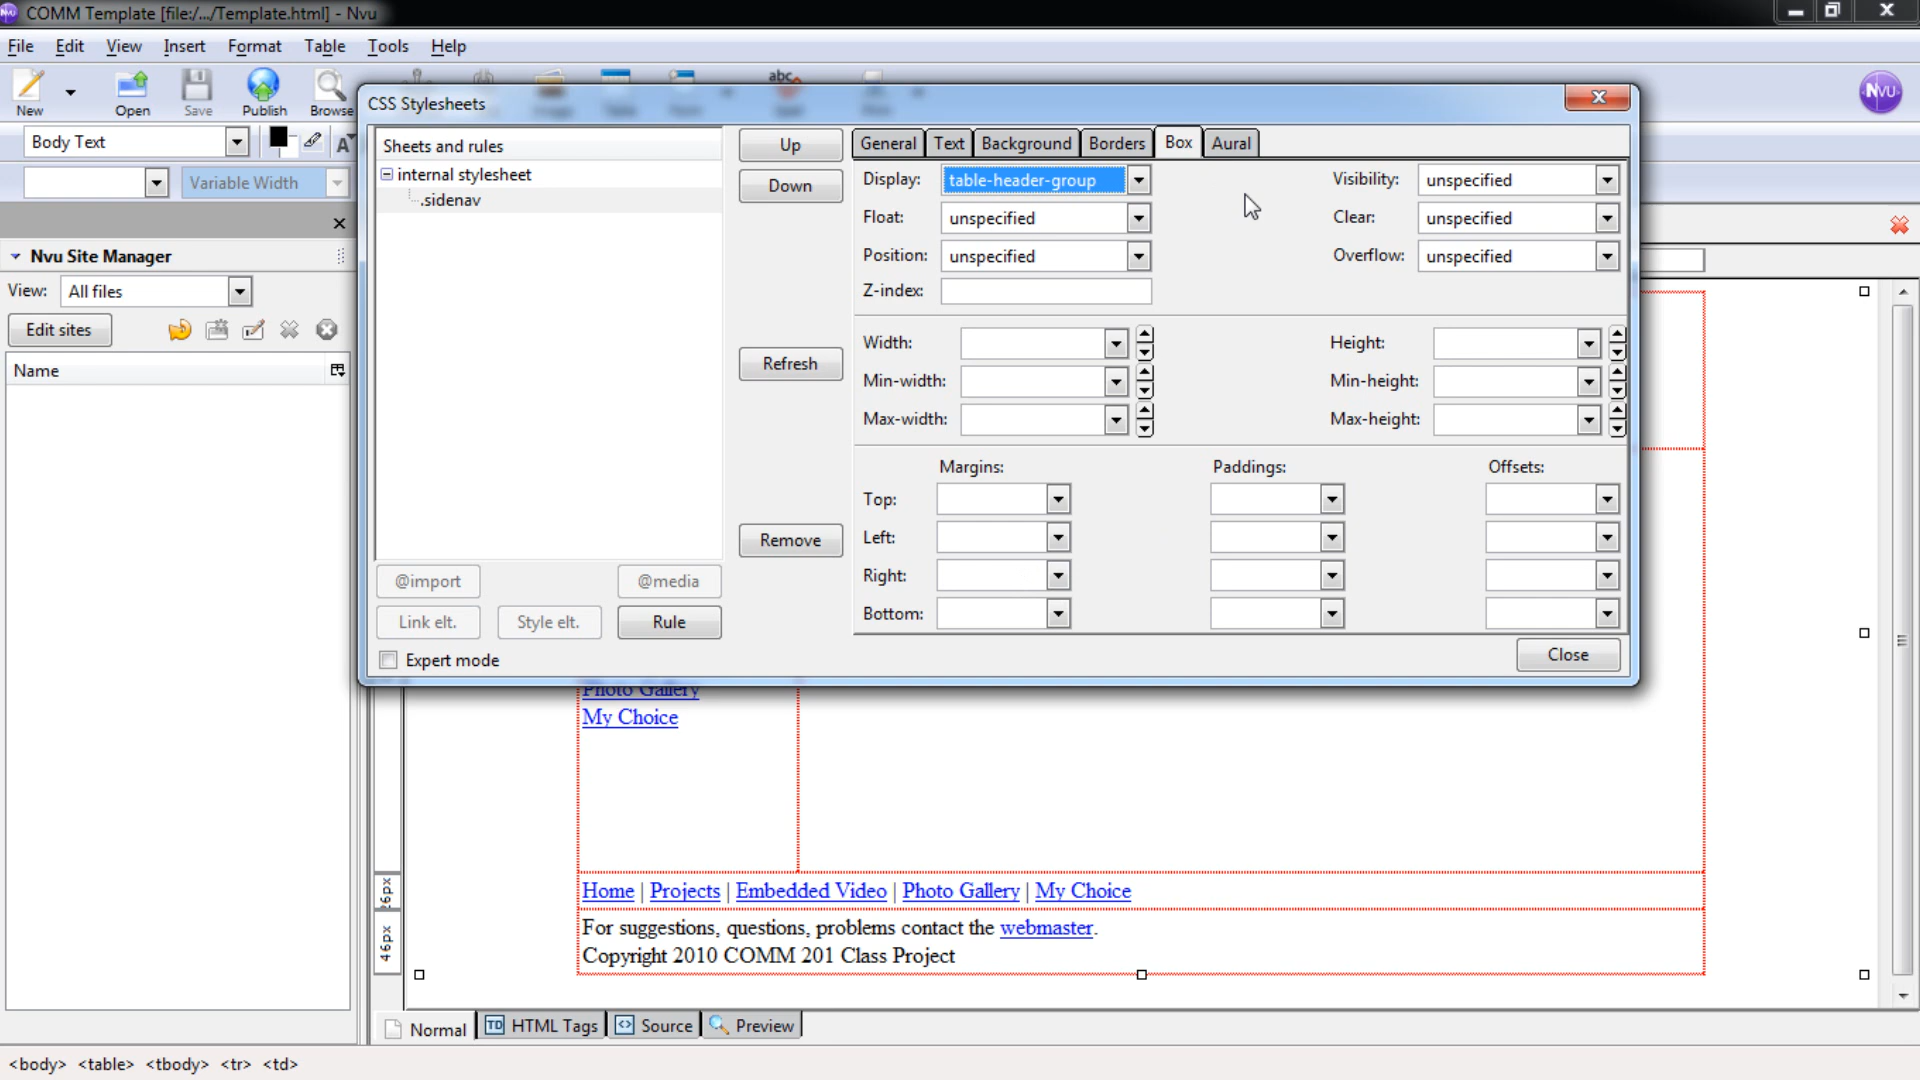 COMM Template [file:/.../Template.html] - Nvu
File Edit View Insert Format Table Tools Help
New Open Save Publish Browse
Nvu
Body Text
Variable Width
Nvu Site Manager
View: All files
Edit sites
Name
CSS Stylesheets
Sheets and rules
internal stylesheet
.sidenav
@import @media
Link elt. Style elt. Rule
Expert mode
Up
Down
Refresh
Remove
General Text Background Borders Box Aural
Display: table-header-group Visibility: unspecified
Float: unspecified Clear: unspecified
Position: unspecified Overflow: unspecified
Z-index:
Width: Height:
Min-width: Min-height:
Max-width: Max-height:
Margins: Paddings: Offsets:
Top:
Left:
Right:
Bottom:
Close
Photo Gallery
My Choice
Home | Projects | Embedded Video | Photo Gallery | My Choice
For suggestions, questions, problems contact the webmaster.
Copyright 2010 COMM 201 Class Project
46px
Normal HTML Tags Source Preview
<body> <table> <tbody> <tr> <td>